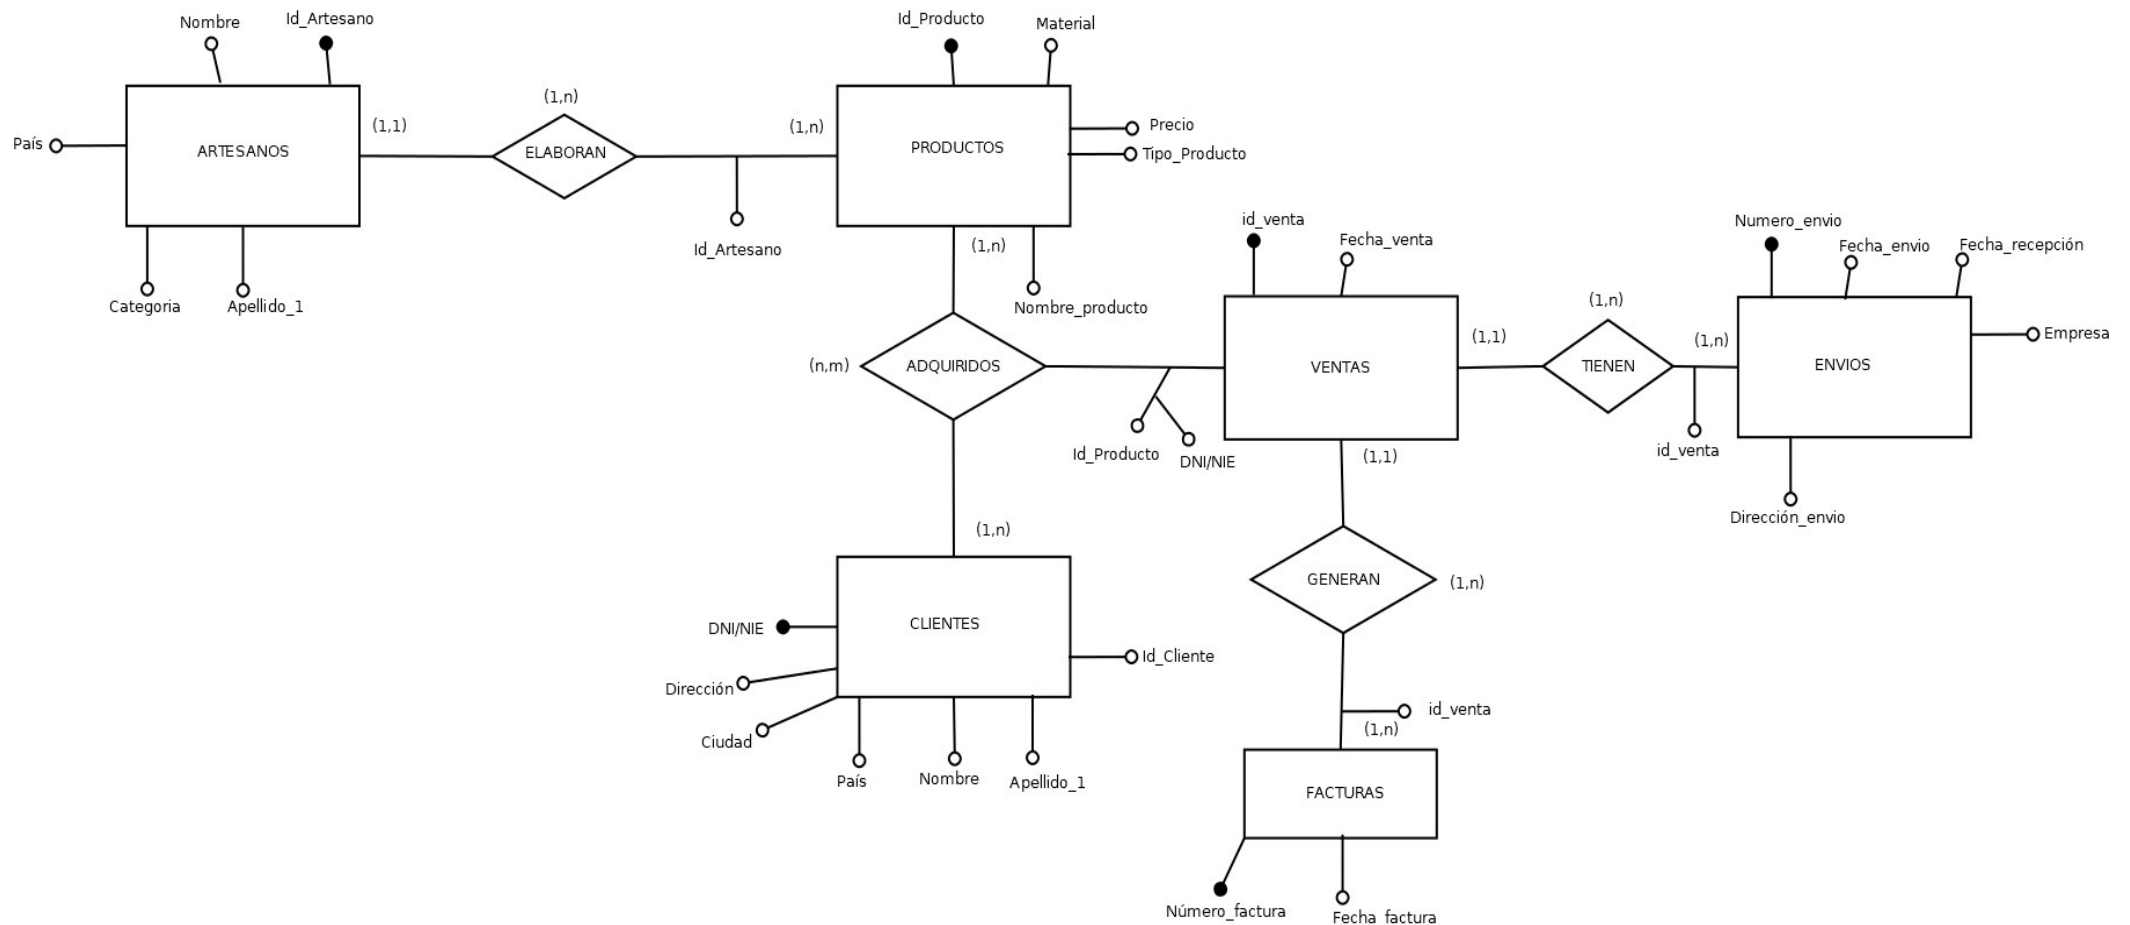 Nombre
Id_Artesano
País
ARTESANOS
Categoria
Apellido_1
(1,1)
(1,n)
ELABORAN
(1,n)
Id_Artesano
Id_Producto
Material
Precio
Tipo_Producto
PRODUCTOS
(1,n)
Nombre_producto
(n,m)
ADQUIRIDOS
Id_Producto
DNI/NIE
(1,n)
id_venta
Fecha_venta
VENTAS
(1,1)
(1,1)
(1,n)
TIENEN
(1,n)
id_venta
Numero_envio
Fecha_envio
Fecha_recepción
Empresa
ENVIOS
Dirección_envio
GENERAN
(1,n)
id_venta
(1,n)
DNI/NIE
CLIENTES
Id_Cliente
Dirección
Ciudad
País
Nombre
Apellido_1
FACTURAS
Número_factura
Fecha factura